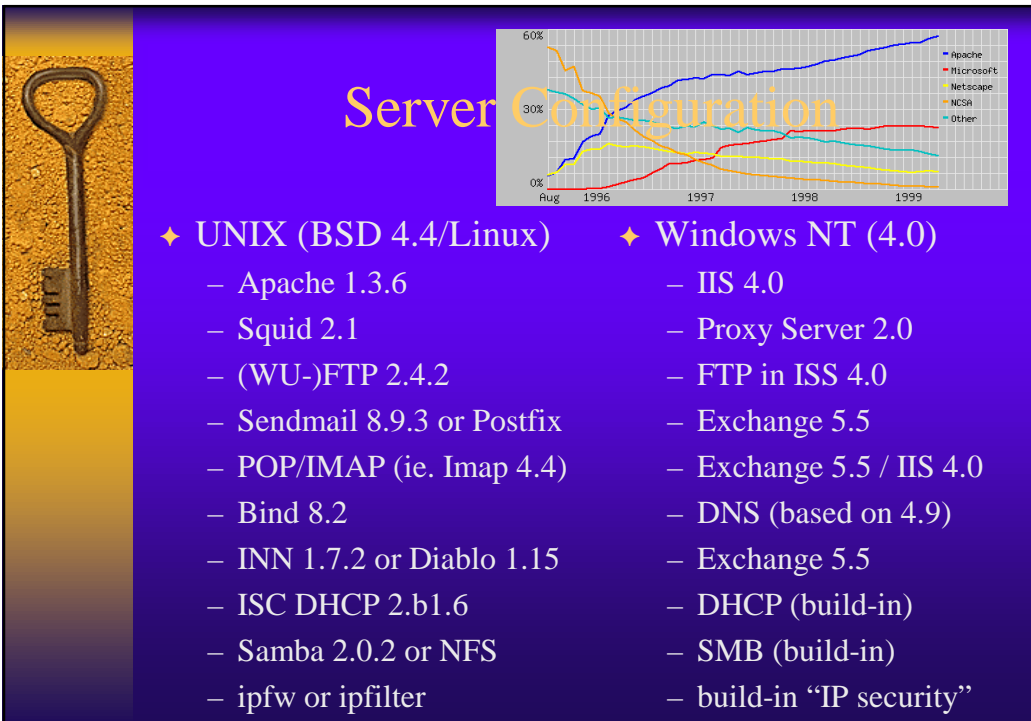 60%
30%
0%
Aug 1996 1997 1998 1999
Apache
Microsoft
Netscape
NCSA
Other
Server Configuration
✦ UNIX (BSD 4.4/Linux)
– Apache 1.3.6
– Squid 2.1
– (WU-)FTP 2.4.2
– Sendmail 8.9.3 or Postfix
– POP/IMAP (ie. Imap 4.4)
– Bind 8.2
– INN 1.7.2 or Diablo 1.15
– ISC DHCP 2.b1.6
– Samba 2.0.2 or NFS
– ipfw or ipfilter
✦ Windows NT (4.0)
– IIS 4.0
– Proxy Server 2.0
– FTP in ISS 4.0
– Exchange 5.5
– Exchange 5.5 / IIS 4.0
– DNS (based on 4.9)
– Exchange 5.5
– DHCP (build-in)
– SMB (build-in)
– build-in “IP security”